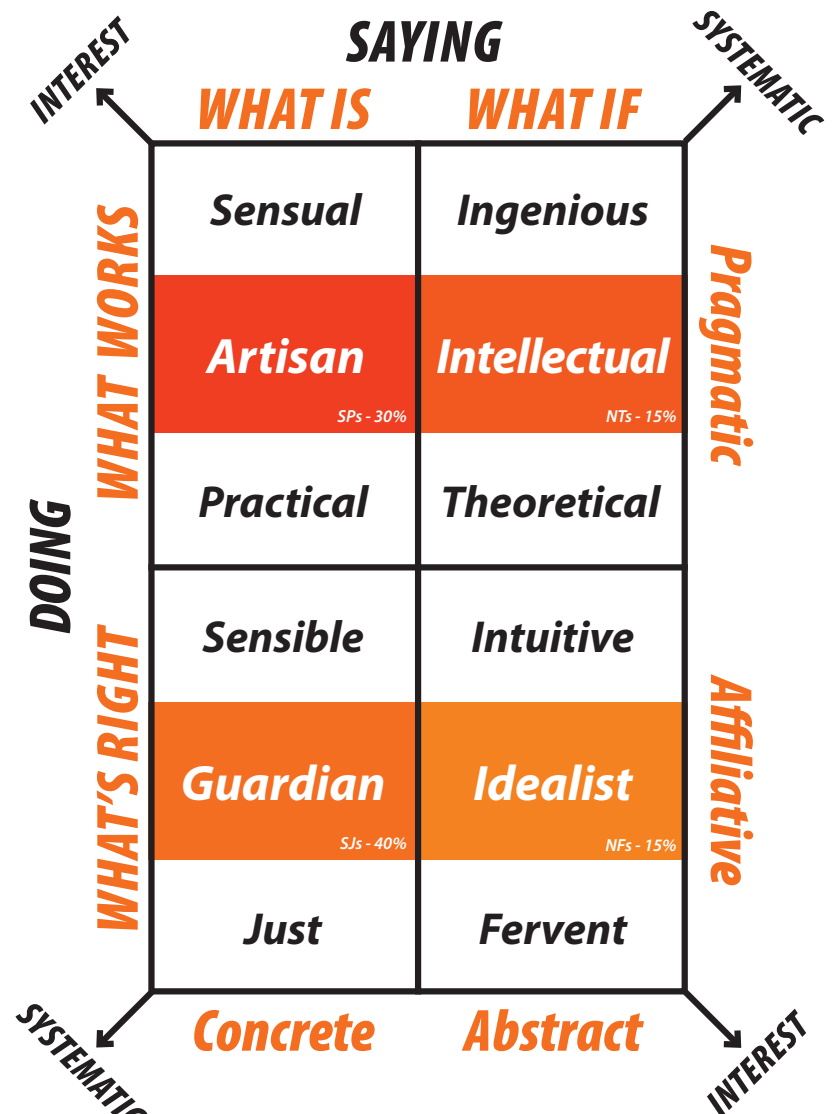 SAYING
INTEREST
SYSTEMATIC
WHAT IS
WHAT IF
Sensual
Ingenious
WHAT WORKS
Pragmatic
Artisan
SPs - 30%
Intellectual
NTs - 15%
Practical
Theoretical
DOING
Sensible
Intuitive
WHAT'S RIGHT
Affiliative
Guardian
SJs - 40%
Idealist
NFs - 15%
Just
Fervent
Concrete
Abstract
SYSTEMATIC
INTEREST